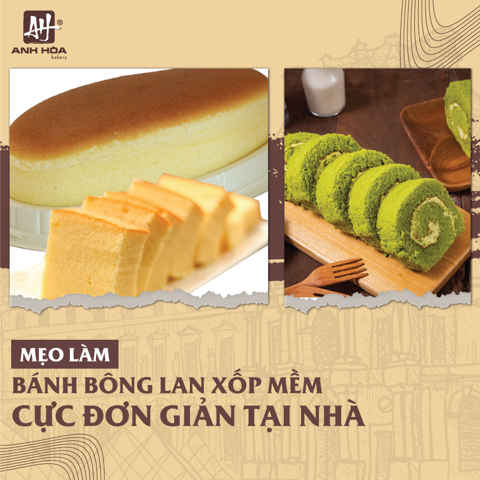 AH®
ANH HÒA
bakery
MẸO LÀM
BÁNH BÔNG LAN XỐP MỀM
CỰC ĐƠN GIẢN TẠI NHÀ